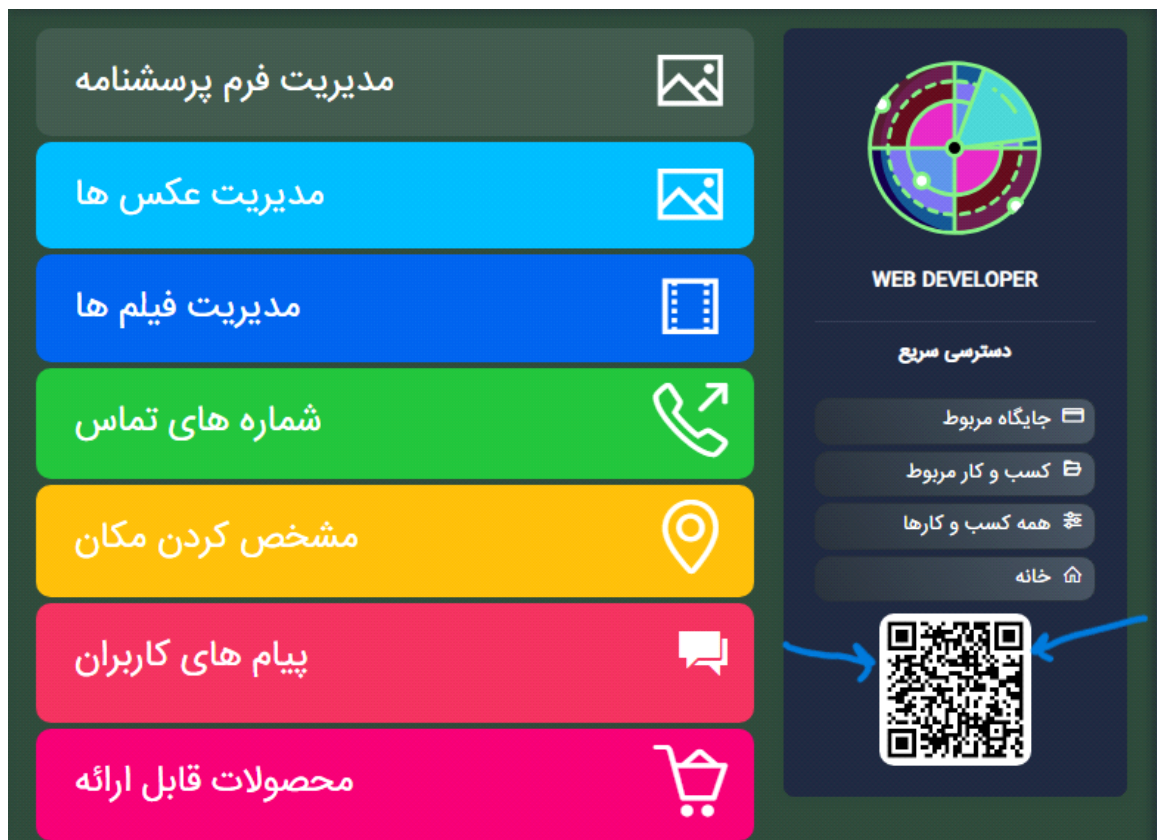 WEB DEVELOPER
دسترسی سریع
جایگاه مربوط
کسب و کار مربوط
همه کسب و کارها
خانه
مدیریت فرم پرسشنامه
مدیریت عکس ها
مدیریت فیلم ها
شماره های تماس
مشخص کردن مکان
پیام های کاربران
محصولات قابل ارائه